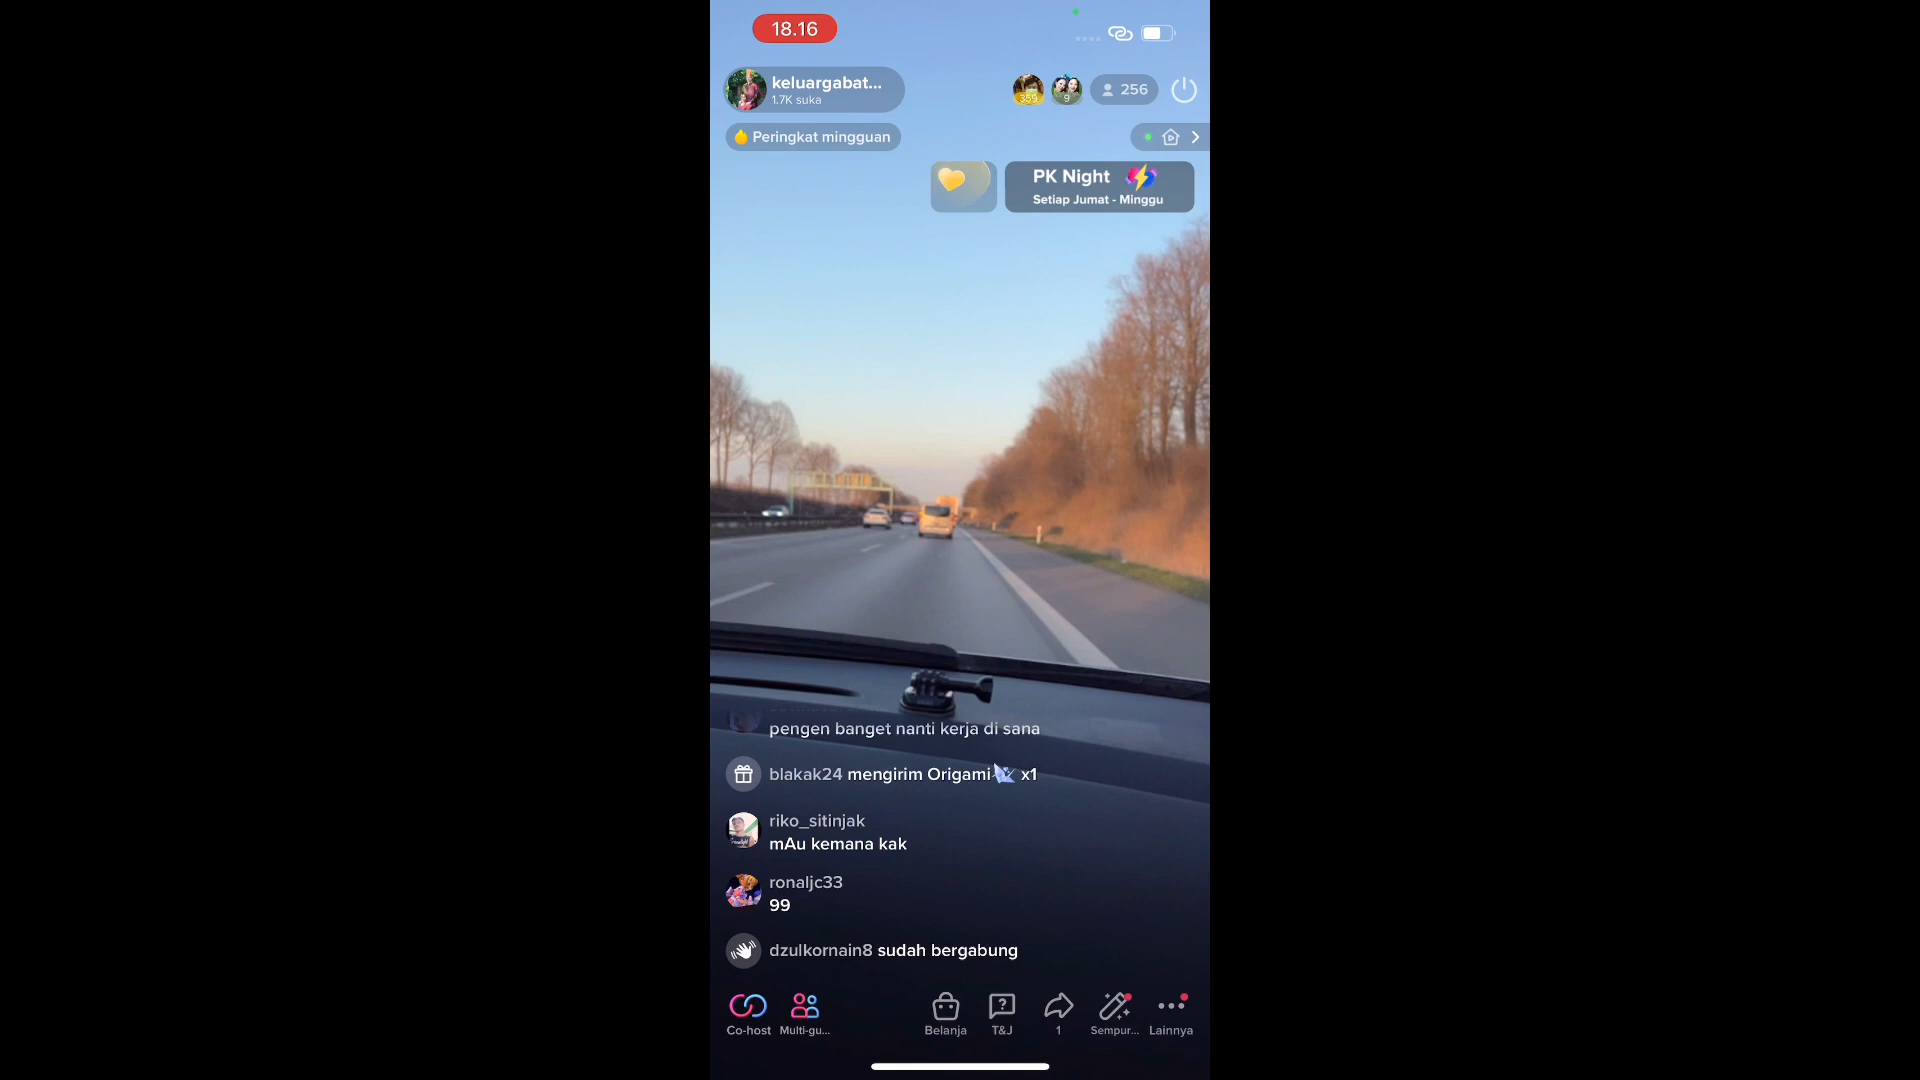 18.16
keluargabat...
1.7K suka
359
9
256
Peringkat mingguan
PK Night
Setiap Jumat - Minggu
pengen banget nanti kerja di sana
blakak24 mengirim Origami x1
riko_sitinjak
mAu kemana kak
ronaljc33
99
dzulkornain8 sudah bergabung
Co-host
Multi-gu...
Belanja
T&J
1
Sempur...
Lainnya